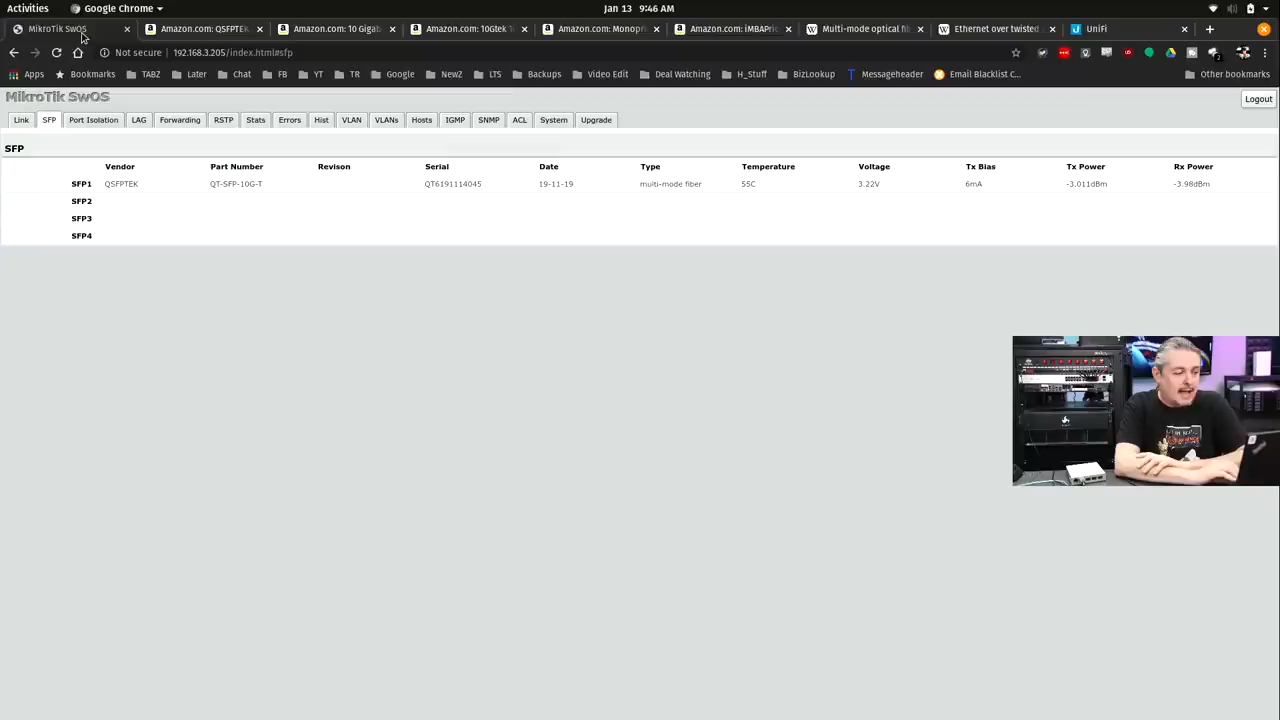 Activities Google Chrome Jan 13 9:46 AM
MikroTik SwOS Amazon.com: QSFPTEK Amazon.com: 10 Gigab Amazon.com: 10Gtek Amazon.com: Monopri Amazon.com: iMBAPric Multi-mode optical fi Ethernet over twisted UniFi
Not secure 192.168.3.205/index.html#sfp
Apps Bookmarks TABZ Later Chat FB YT TR Google New2 LTS Backups Video Edit Deal Watching H_Stuff BizLookup Messageheader Email Blacklist C... Other bookmarks
MikroTik SwOS Logout
Link SFP Port Isolation LAG Forwarding RSTP Stats Errors Hist VLAN VLANs Hosts IGMP SNMP ACL System Upgrade
SFP
Vendor Part Number Revison Serial Date Type Temperature Voltage Tx Bias Tx Power Rx Power
SFP1 QSFPTEK QT-SFP-10G-T QT6191114045 19-11-19 multi-mode fiber 55C 3.22V 6mA -3.011dBm -3.98dBm
SFP2
SFP3
SFP4